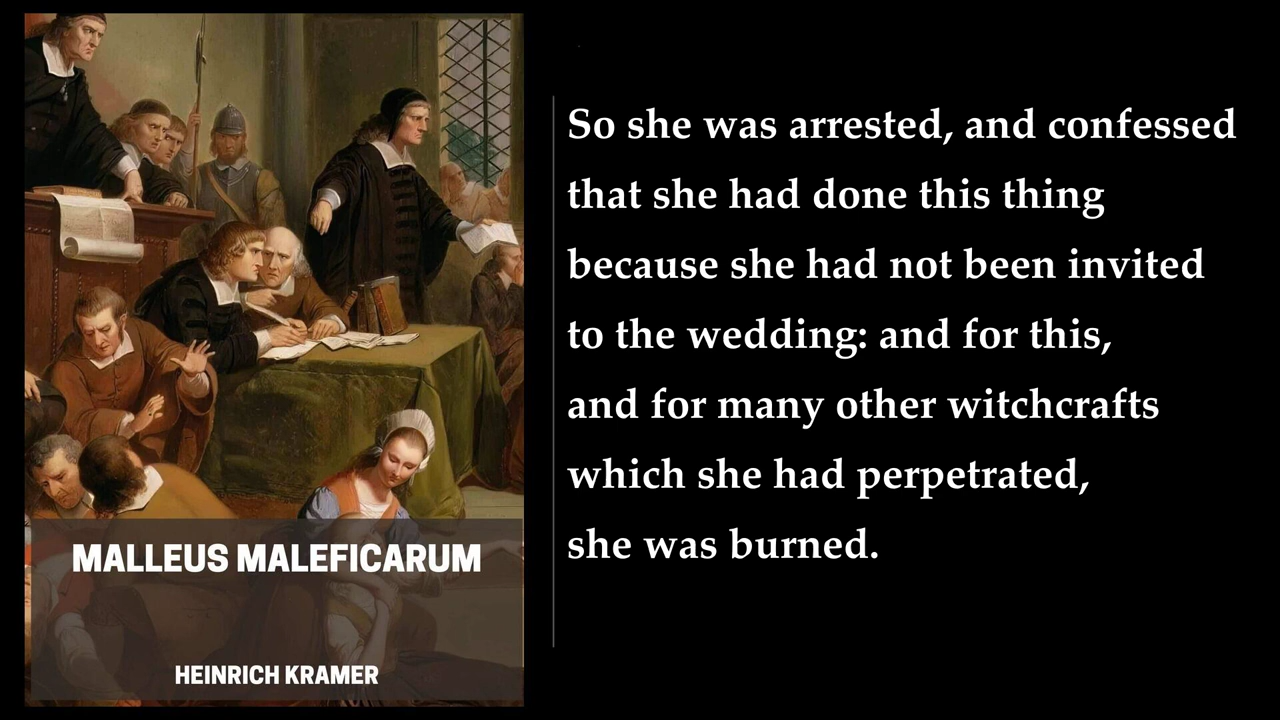 MALLEUS MALEFICARUM
HEINRICH KRAMER
So she was arrested, and confessed
that she had done this thing
because she had not been invited
to the wedding: and for this,
and for many other witchcrafts
which she had perpetrated,
she was burned.